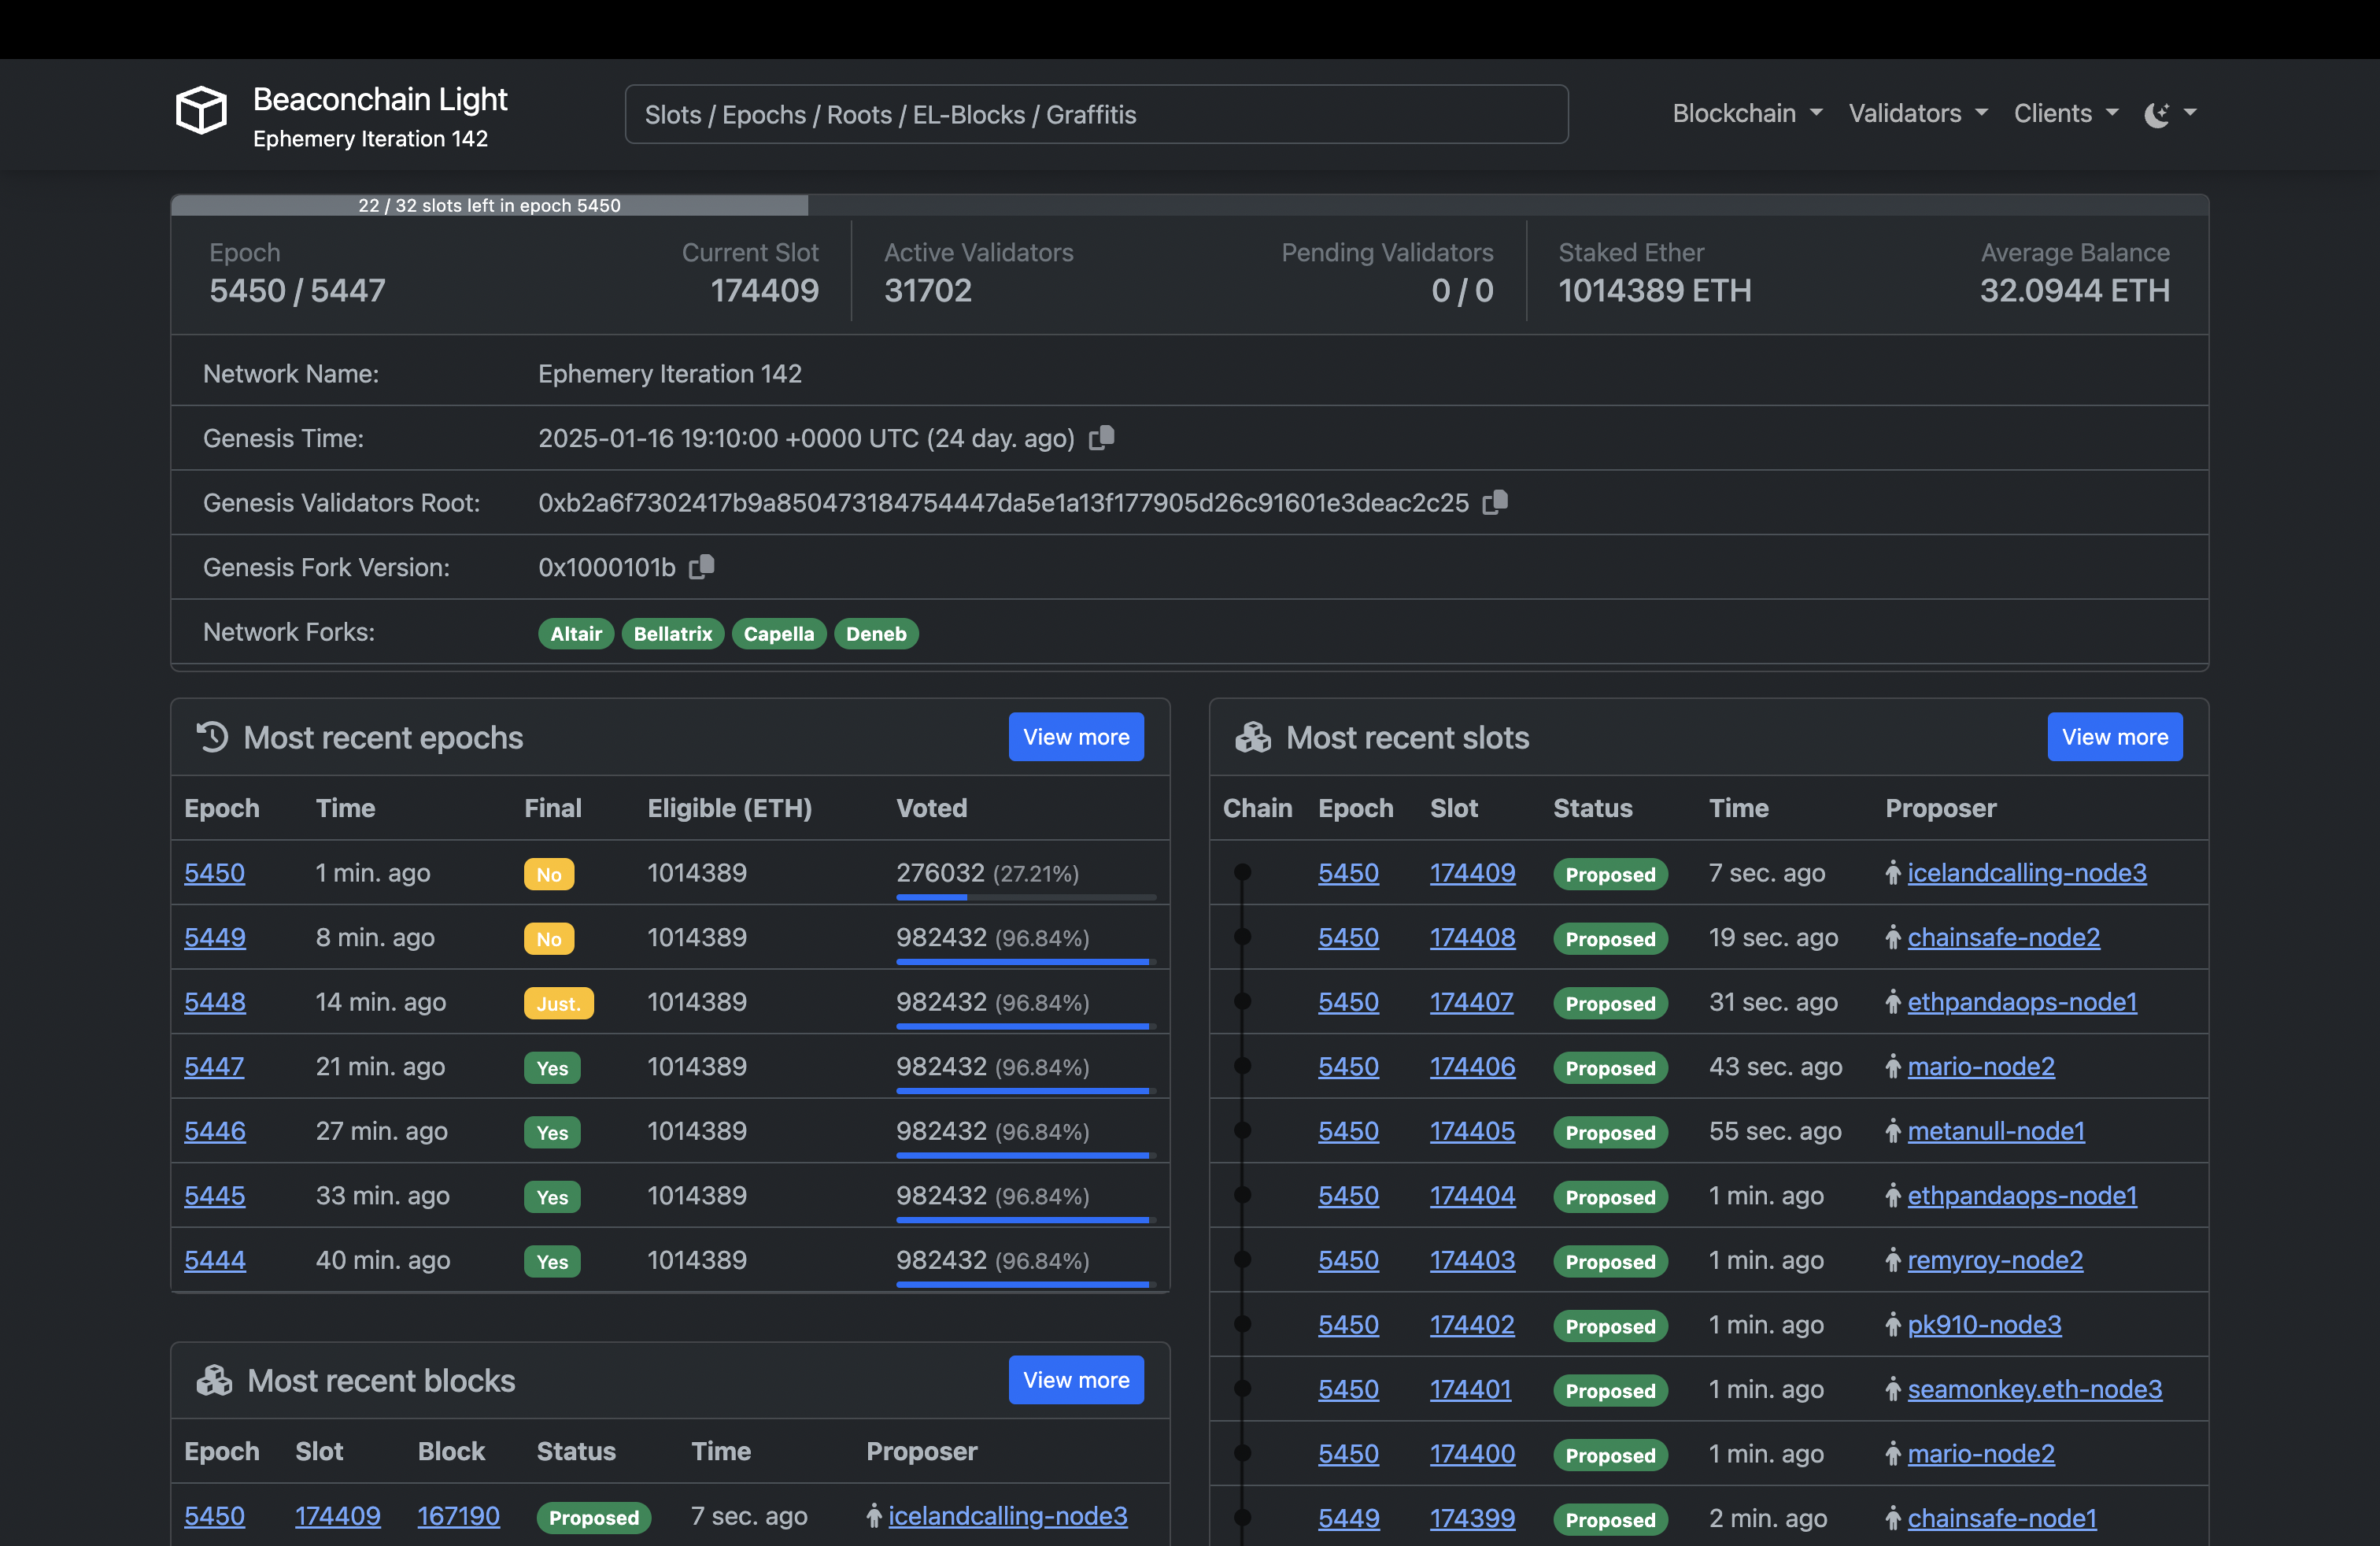 Beaconchain Light
Ephemery Iteration 142
Slots / Epochs / Roots / EL-Blocks / Graffitis
Blockchain Validators Clients
22 / 32 slots left in epoch 5450
Epoch Current Slot Active Validators Pending Validators Staked Ether Average Balance
5450 / 5447 174409 31702 0 / 0 1014389 ETH 32.0944 ETH
Network Name: Ephemery Iteration 142
Genesis Time: 2025-01-16 19:10:00 +0000 UTC (24 day. ago)
Genesis Validators Root: 0xb2a6f7302417b9a850473184754447da5e1a13f177905d26c91601e3deac2c25
Genesis Fork Version: 0x1000101b
Network Forks: Altair Bellatrix Capella Deneb
Most recent epochs View more
Epoch Time Final Eligible (ETH) Voted
5450 1 min. ago No 1014389 276032 (27.21%)
5449 8 min. ago No 1014389 982432 (96.84%)
5448 14 min. ago Just. 1014389 982432 (96.84%)
5447 21 min. ago Yes 1014389 982432 (96.84%)
5446 27 min. ago Yes 1014389 982432 (96.84%)
5445 33 min. ago Yes 1014389 982432 (96.84%)
5444 40 min. ago Yes 1014389 982432 (96.84%)
Most recent blocks View more
Epoch Slot Block Status Time Proposer
5450 174409 167190 Proposed 7 sec. ago icelandcalling-node3
Most recent slots View more
Chain Epoch Slot Status Time Proposer
5450 174409 Proposed 7 sec. ago icelandcalling-node3
5450 174408 Proposed 19 sec. ago chainsafe-node2
5450 174407 Proposed 31 sec. ago ethpandaops-node1
5450 174406 Proposed 43 sec. ago mario-node2
5450 174405 Proposed 55 sec. ago metanull-node1
5450 174404 Proposed 1 min. ago ethpandaops-node1
5450 174403 Proposed 1 min. ago remyroy-node2
5450 174402 Proposed 1 min. ago pk910-node3
5450 174401 Proposed 1 min. ago seamonkey.eth-node3
5450 174400 Proposed 1 min. ago mario-node2
5449 174399 Proposed 2 min. ago chainsafe-node1